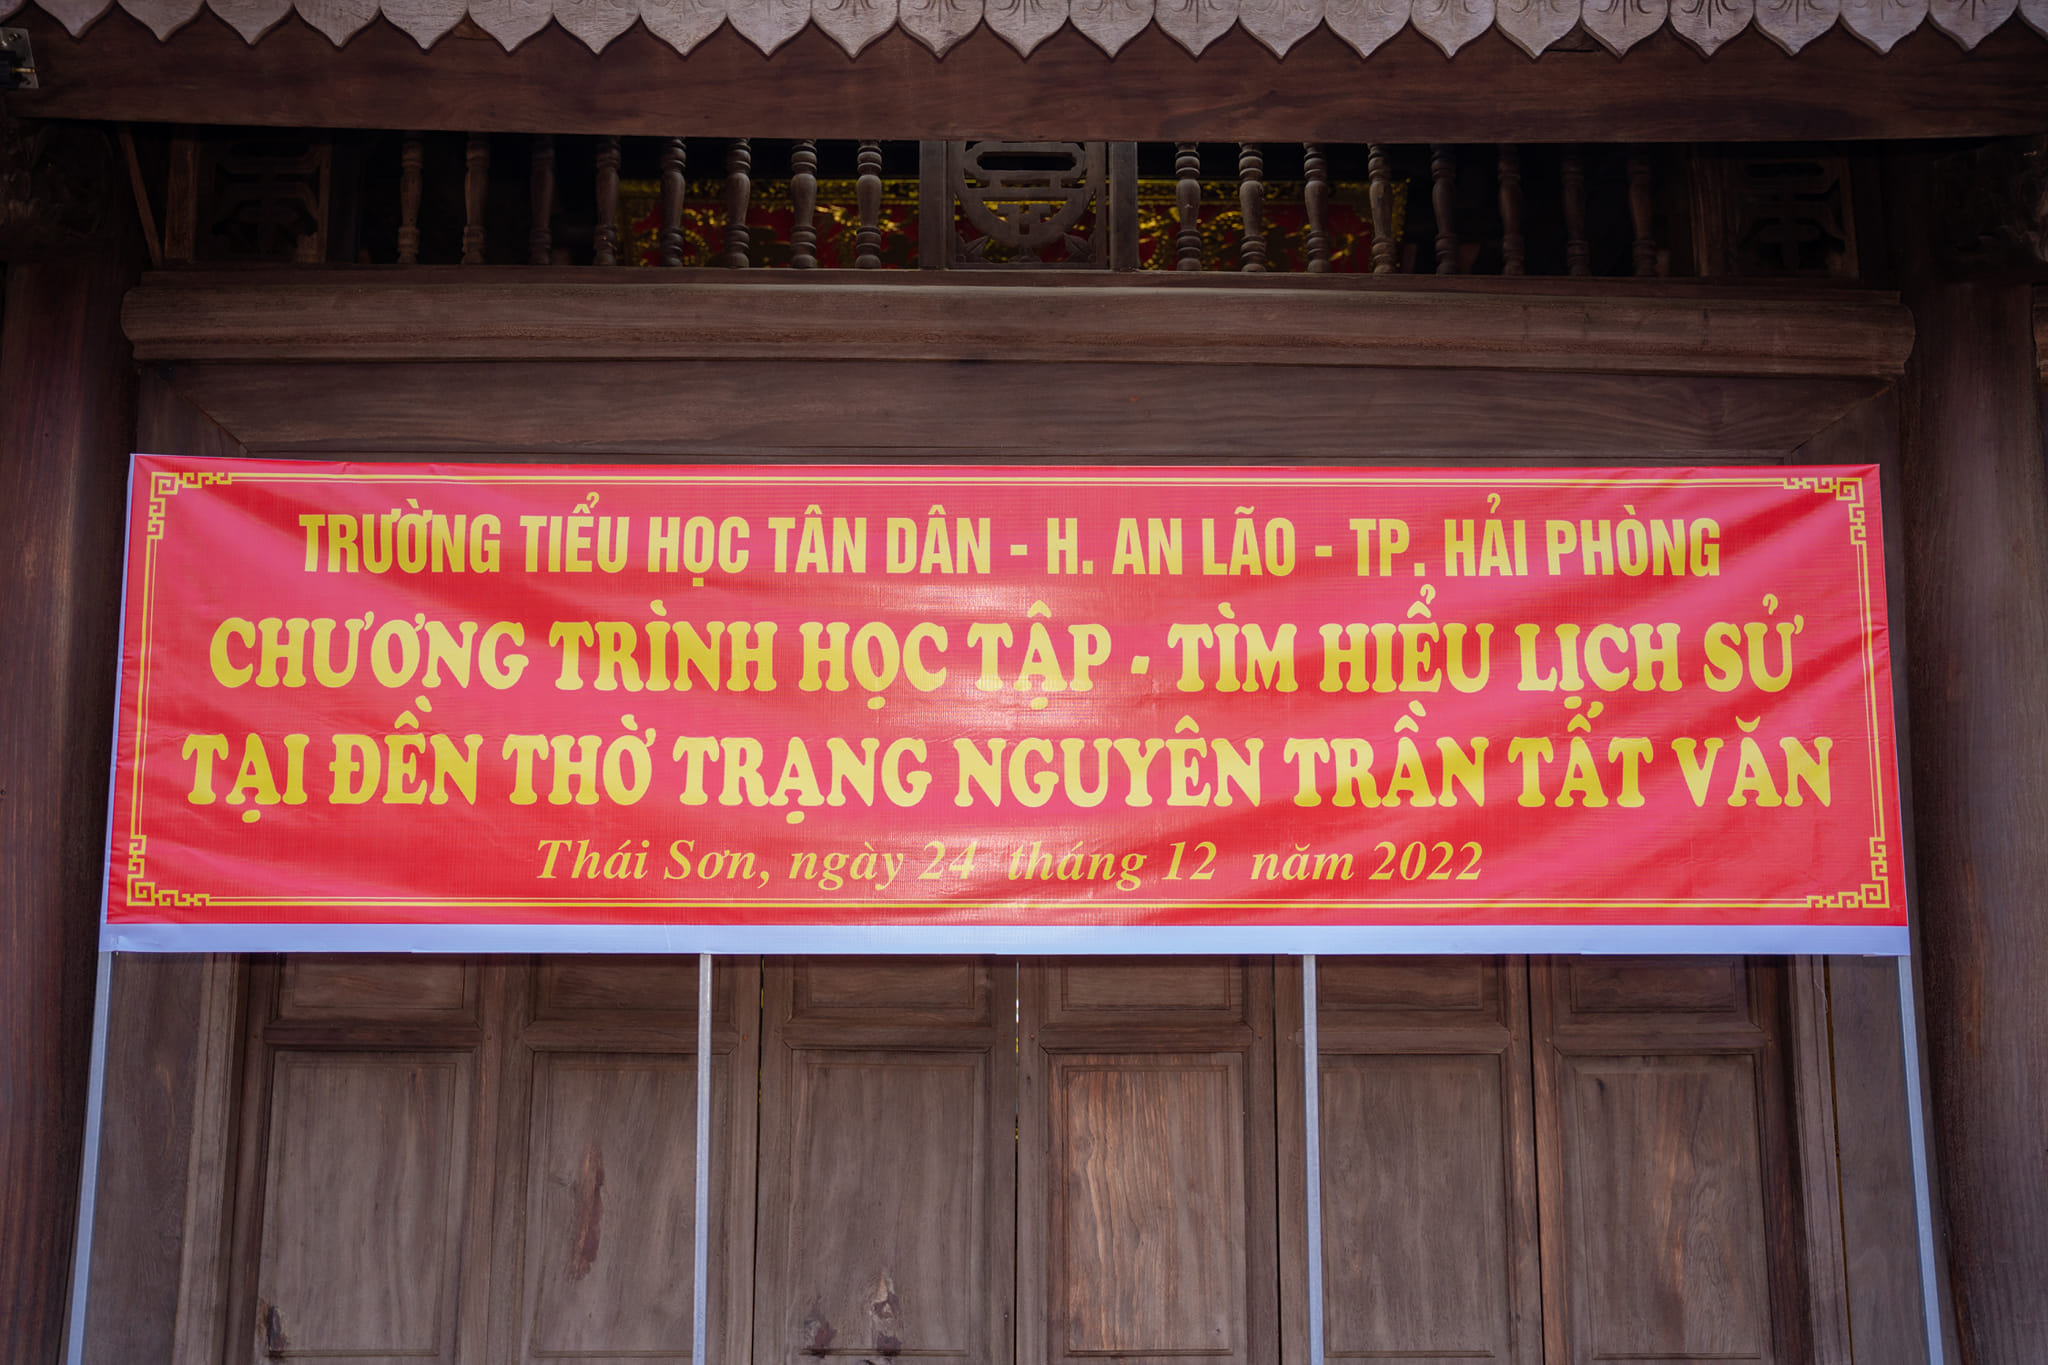 TRƯỜNG TIỂU HỌC TÂN DÂN - H. AN LÃO - TP. HẢI PHÒNG
CHƯƠNG TRÌNH HỌC TẬP - TÌM HIỂU LỊCH SỬ
TẠI ĐỀN THỜ TRẠNG NGUYÊN TRẦN TẤT VĂN
Thái Sơn, ngày 24 tháng 12 năm 2022